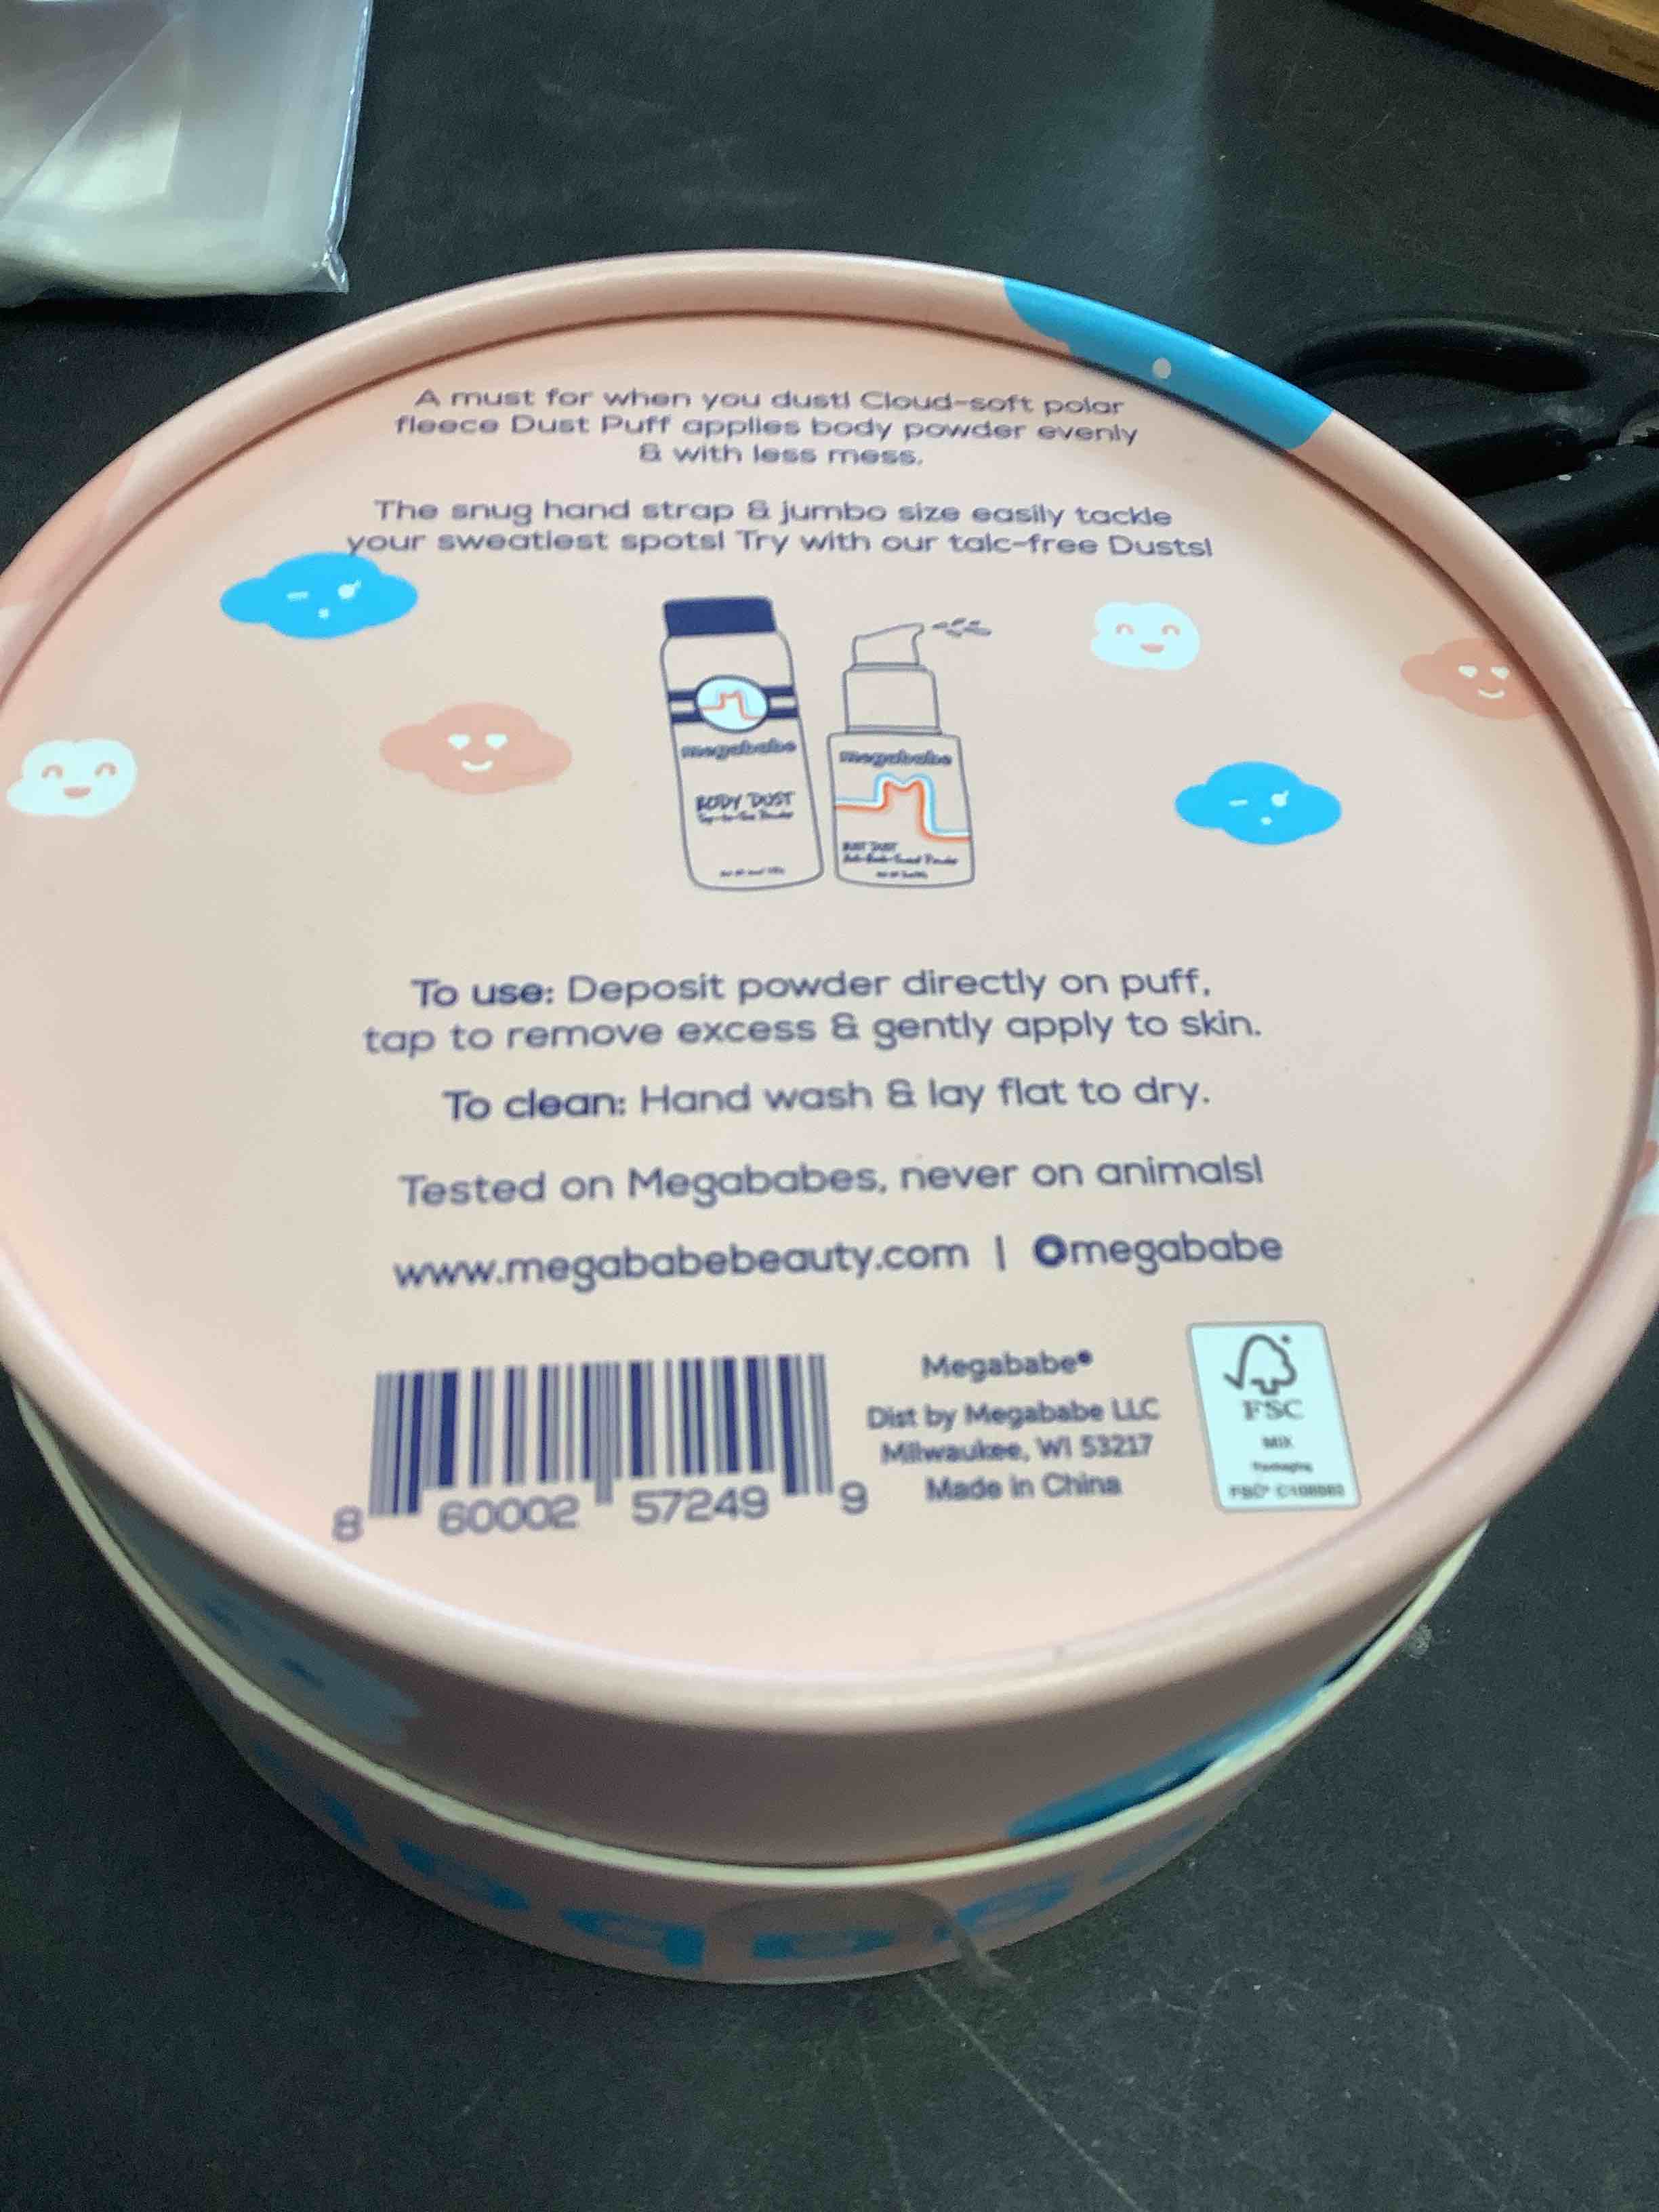 A must for when you dust! Cloud-soft polar
fleece Dust Puff applies body powder evenly
& with less mess.
The snug hand strap & jumbo size easily tackle
your sweatiest spots! Try with our talc-free Dusts!
megababe
BODY DUST
megababe
BUST DUST
To use: Deposit powder directly on puff,
tap to remove excess & gently apply to skin.
To clean: Hand wash & lay flat to dry.
Tested on Megababes, never on animals!
www.megababebeauty.com | megababe
8 60002 57249 9
Megababe®
Dist by Megababe LLC
Milwaukee, WI 53217
Made in China
FSC
MIX
Packaging